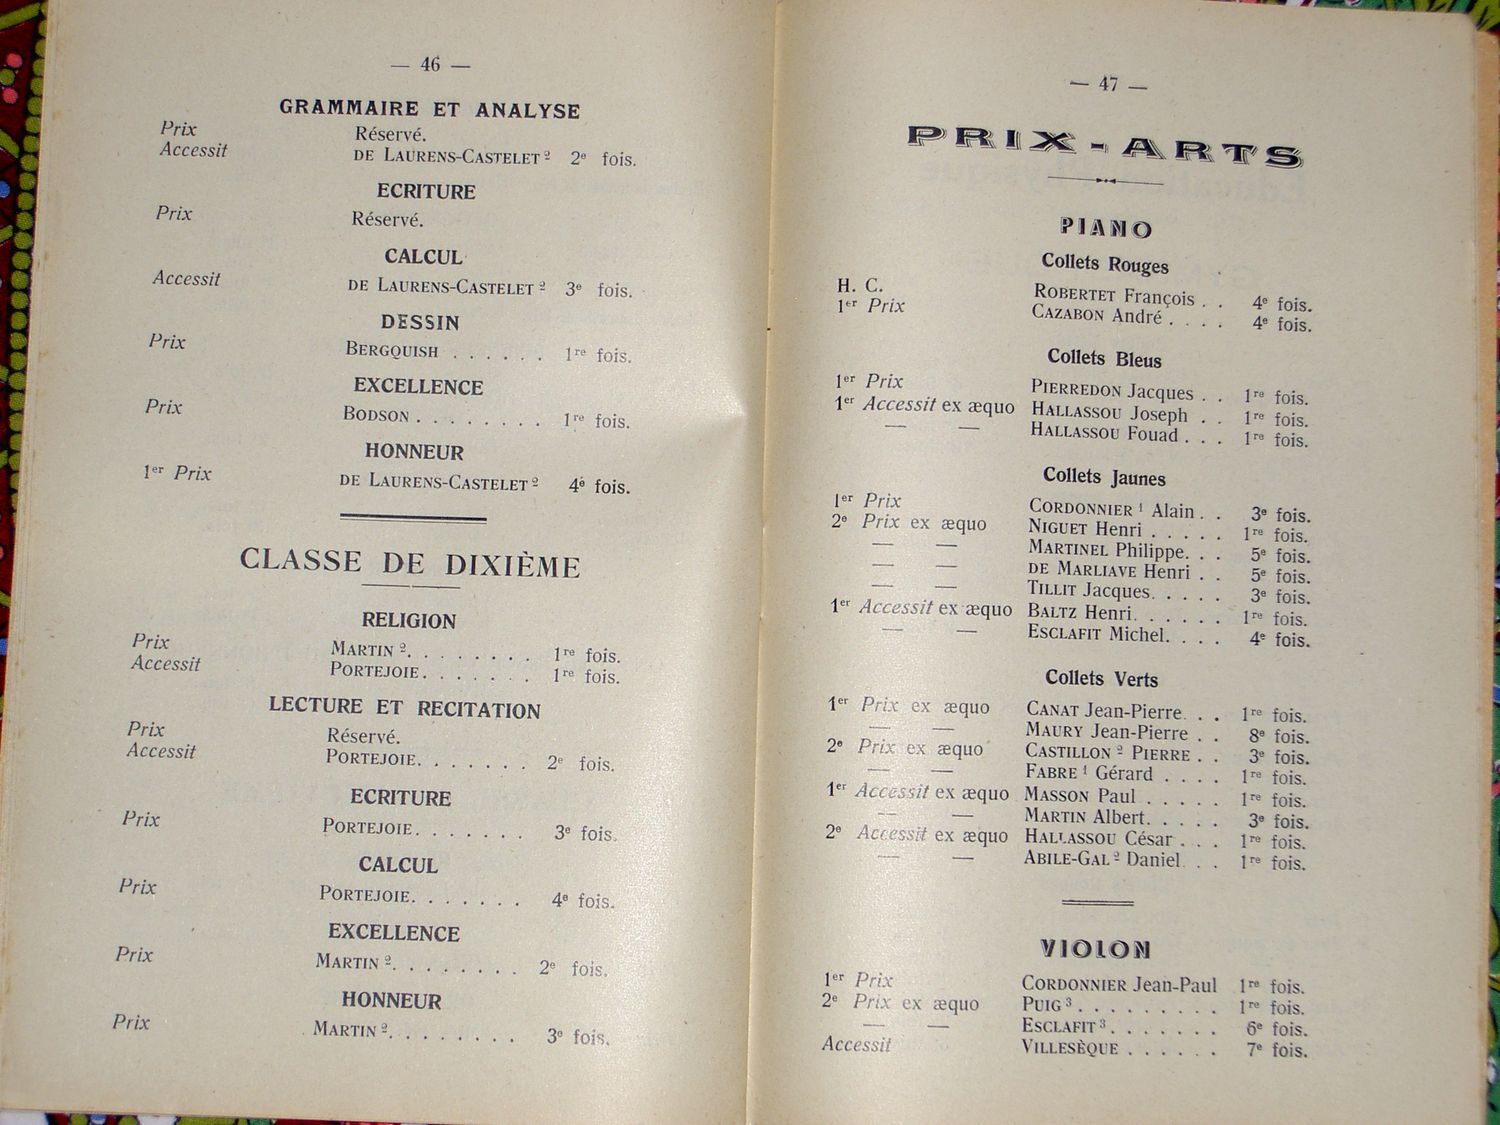 — 46 —
GRAMMAIRE ET ANALYSE
Prix Réservé.
Accessit DE LAURENS-CASTELET ² 2e fois.
ECRITURE
Prix Réservé.
CALCUL
Accessit DE LAURENS-CASTELET ² 3e fois.
DESSIN
Prix BERGQUISH . . . . . . 1re fois.
EXCELLENCE
Prix BODSON . . . . . . . . 1re fois.
HONNEUR
1er Prix DE LAURENS-CASTELET ² 4e fois.
CLASSE DE DIXIÈME
RELIGION
Prix MARTIN ². . . . . . . . 1re fois.
Accessit PORTEJOIE. . . . . . . 1re fois.
LECTURE ET RECITATION
Prix Réservé.
Accessit PORTEJOIE. . . . . . . 2e fois.
ECRITURE
Prix PORTEJOIE. . . . . . . 3e fois.
CALCUL
Prix PORTEJOIE. . . . . . . 4e fois.
EXCELLENCE
Prix MARTIN ². . . . . . . . 2e fois.
HONNEUR
Prix MARTIN ². . . . . . . . 3e fois.
— 47 —
PRIX-ARTS
PIANO
Collets Rouges
H. C. ROBERTET François . . 4e fois.
1er Prix CAZABON André . . . . 4e fois.
Collets Bleus
1er Prix PIERREDON Jacques . . 1re fois.
1er Accessit ex æquo HALLASSOU Joseph . . 1re fois.
— — HALLASSOU Fouad . . . 1re fois.
Collets Jaunes
1er Prix CORDONNIER ¹ Alain . . 3e fois.
2e Prix ex æquo NIGUET Henri . . . . . 1re fois.
— — MARTINEL Philippe. . . 5e fois.
— — DE MARLIAVE Henri . . 5e fois.
— — TILLIT Jacques. . . . . 3e fois.
1er Accessit ex æquo BALTZ Henri. . . . . . 1re fois.
— — ESCLAFIT Michel. . . . 4e fois.
Collets Verts
1er Prix ex æquo CANAT Jean-Pierre. . . 1re fois.
— — MAURY Jean-Pierre . . 8e fois.
2e Prix ex æquo CASTILLON ² PIERRE . . 3e fois.
— — FABRE ¹ Gérard . . . . 1re fois.
1er Accessit ex æquo MASSON Paul . . . . . 1re fois.
— — MARTIN Albert. . . . . 3e fois.
2e Accessit ex æquo HALLASSOU César . . . 1re fois.
— — ABILE-GAL ² Daniel. . . 1re fois.
VIOLON
1er Prix CORDONNIER Jean-Paul 1re fois.
2e Prix ex æquo PUIG ³ . . . . . . . . . 1re fois.
— — ESCLAFIT ³ . . . . . . . 6e fois.
Accessit VILLESÈQUE . . . . . . 7e fois.